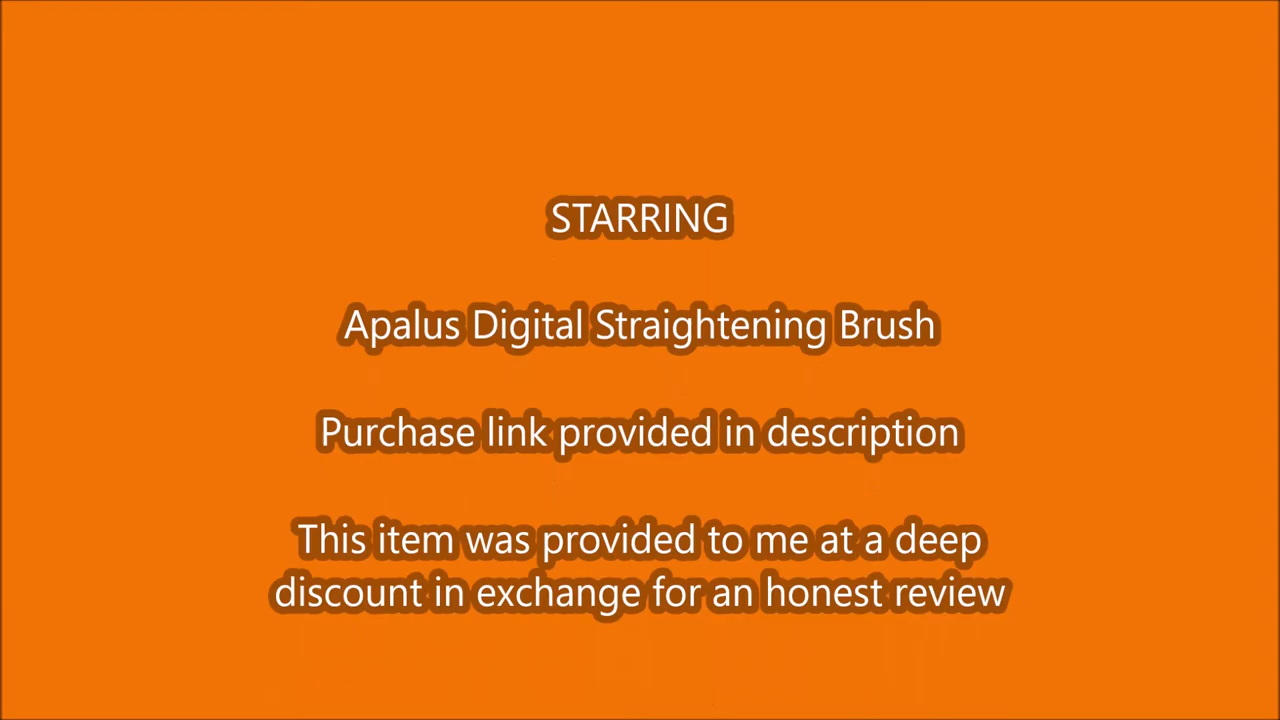 STARRING
Apalus Digital Straightening Brush
Purchase link provided in description
This item was provided to me at a deep
discount in exchange for an honest review